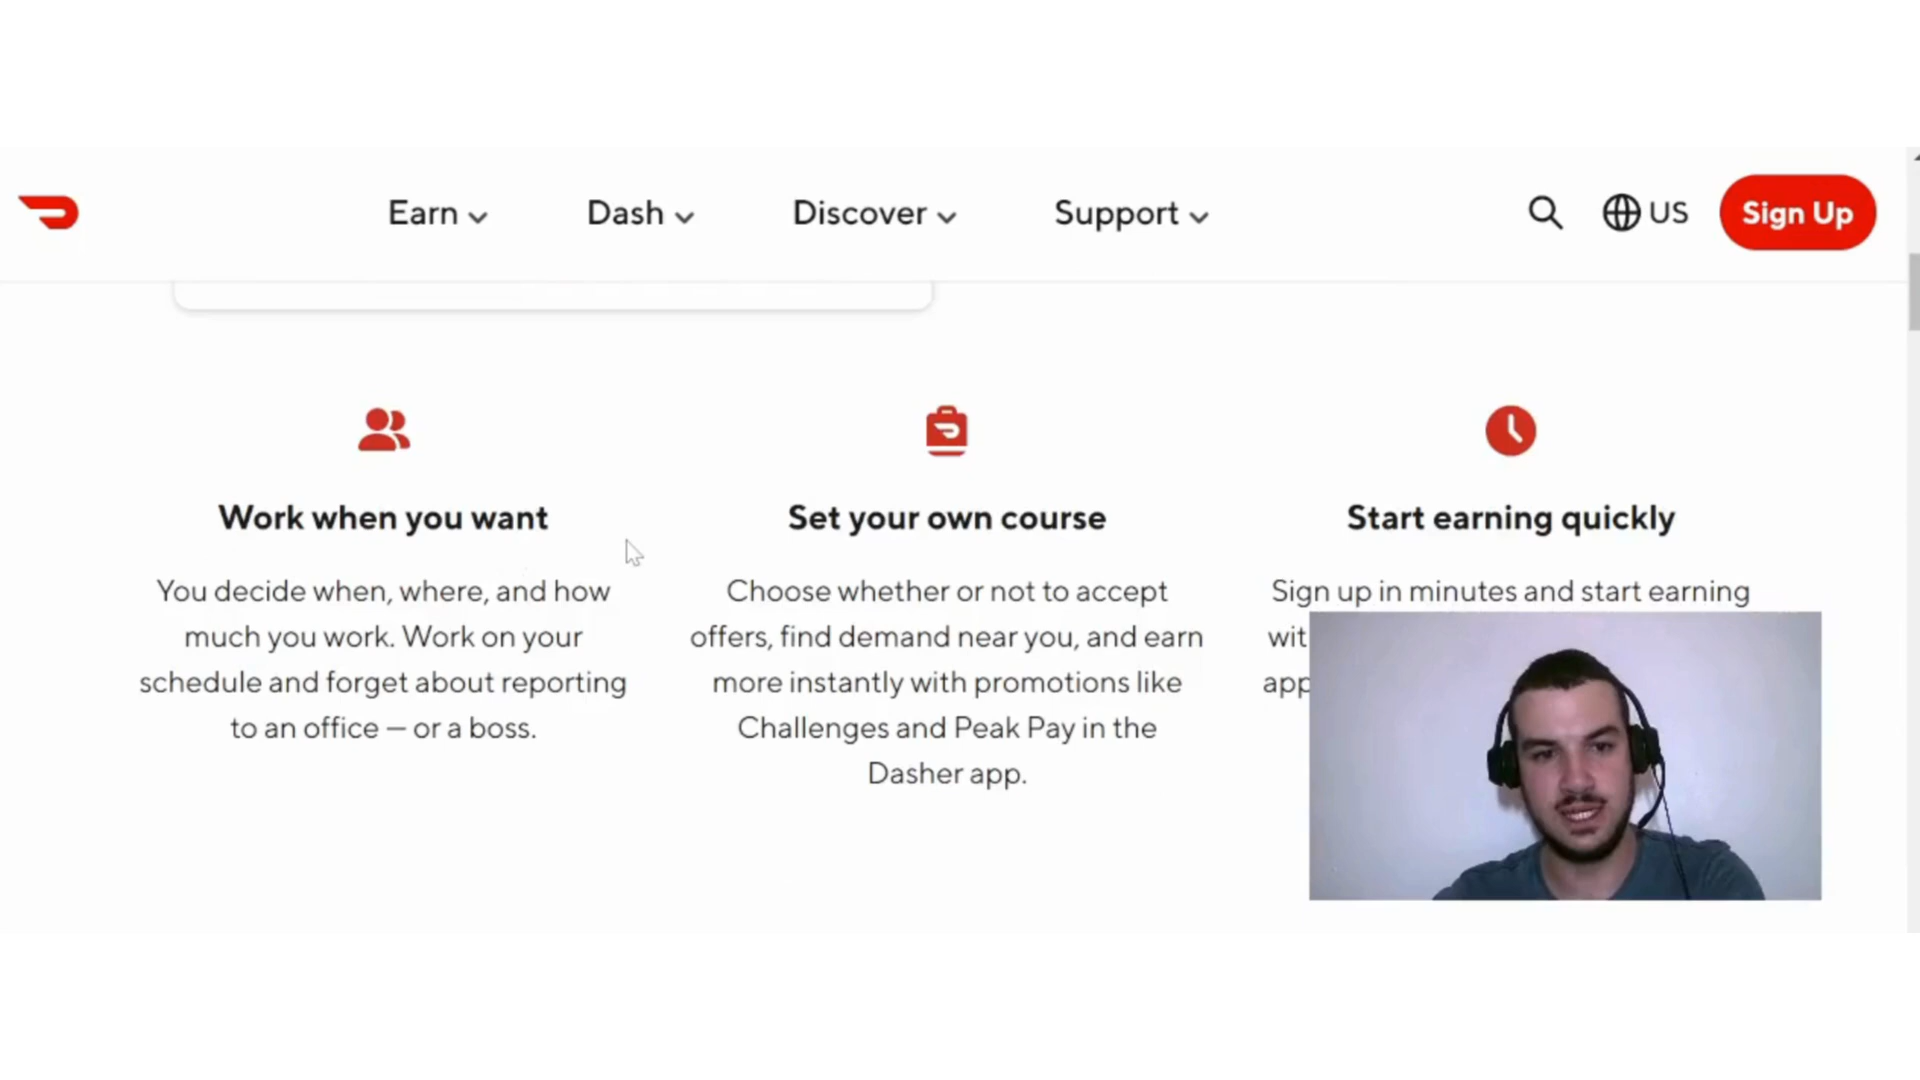 Earn
Dash
Discover
Support
US
Sign Up
Work when you want
You decide when, where, and how
much you work. Work on your
schedule and forget about reporting
to an office — or a boss.
Set your own course
Choose whether or not to accept
offers, find demand near you, and earn
more instantly with promotions like
Challenges and Peak Pay in the
Dasher app.
Start earning quickly
Sign up in minutes and start earning